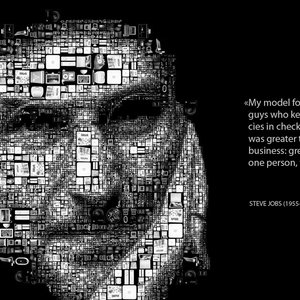 «My model fo
guys who ke
cies in check
was greater t
business: gre
one person,
STEVE JOBS (1955